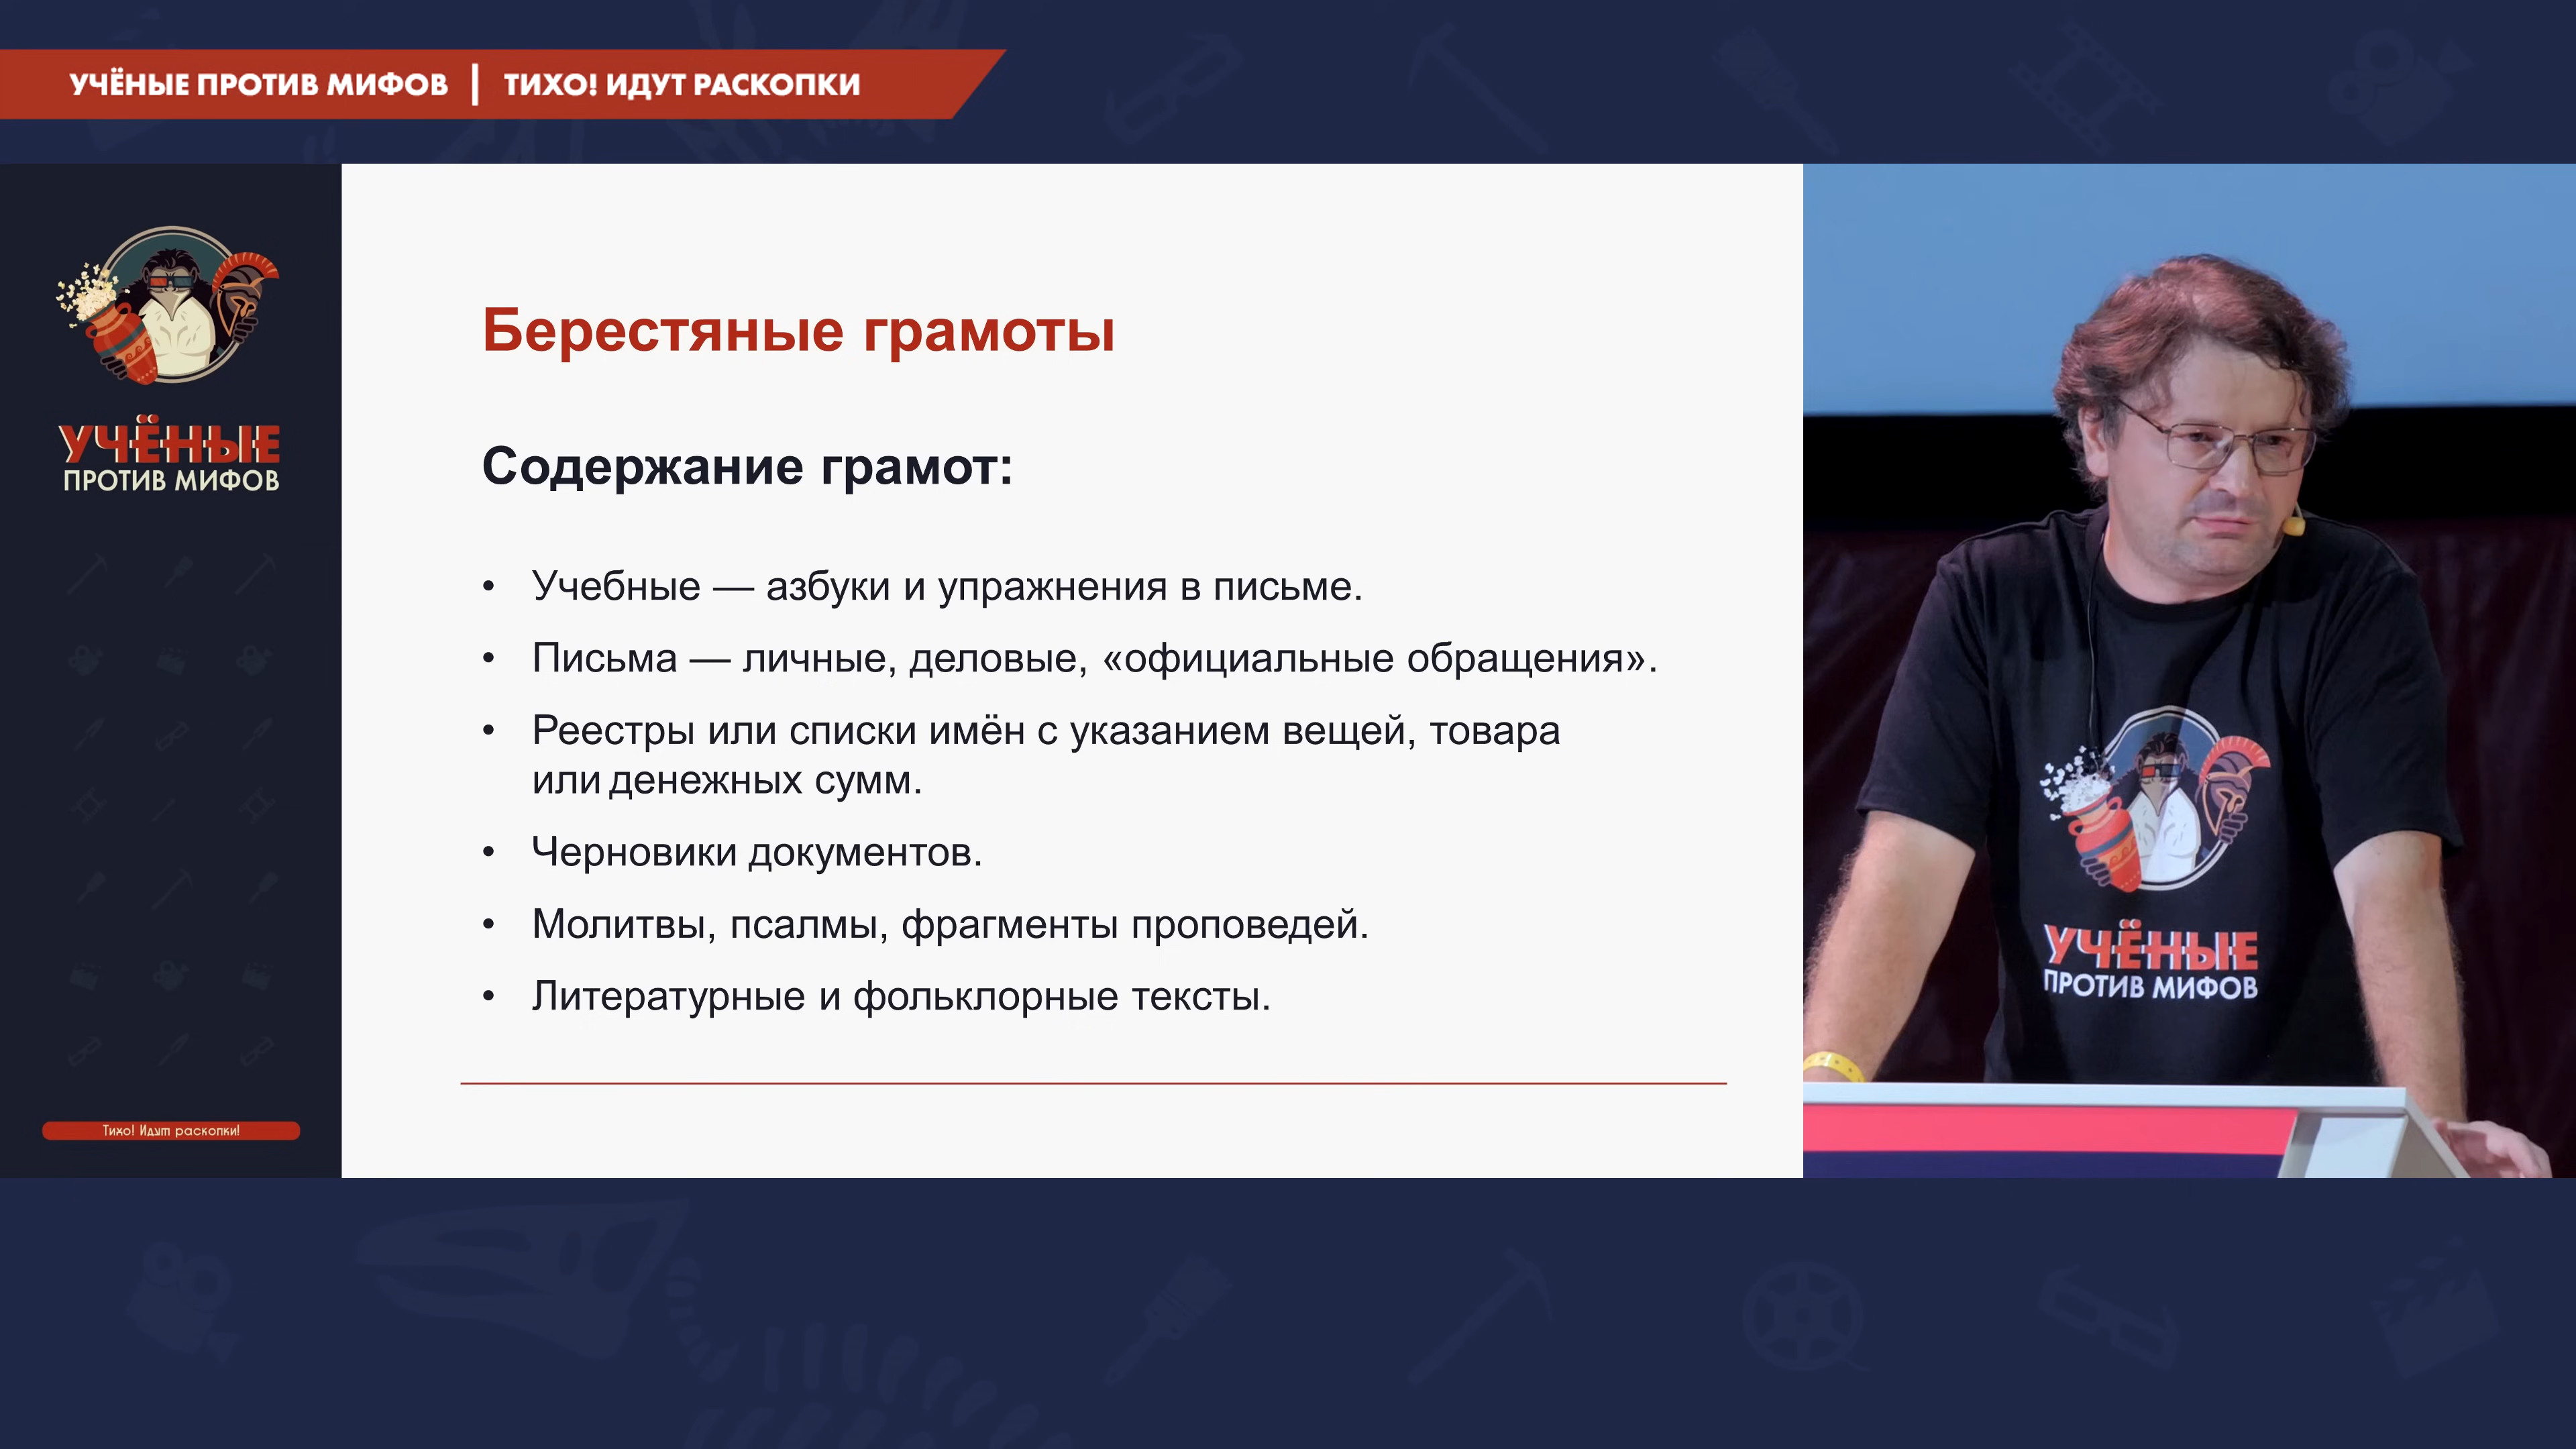 УЧЁНЫЕ ПРОТИВ МИФОВ | ТИХО! ИДУТ РАСКОПКИ
УЧЁНЫЕ
ПРОТИВ МИФОВ
Тихо! Идут раскопки!
Берестяные грамоты
Содержание грамот:
• Учебные — азбуки и упражнения в письме.
• Письма — личные, деловые, «официальные обращения».
• Реестры или списки имён с указанием вещей, товара
или денежных сумм.
• Черновики документов.
• Молитвы, псалмы, фрагменты проповедей.
• Литературные и фольклорные тексты.
УЧЁНЫЕ
ПРОТИВ МИФОВ